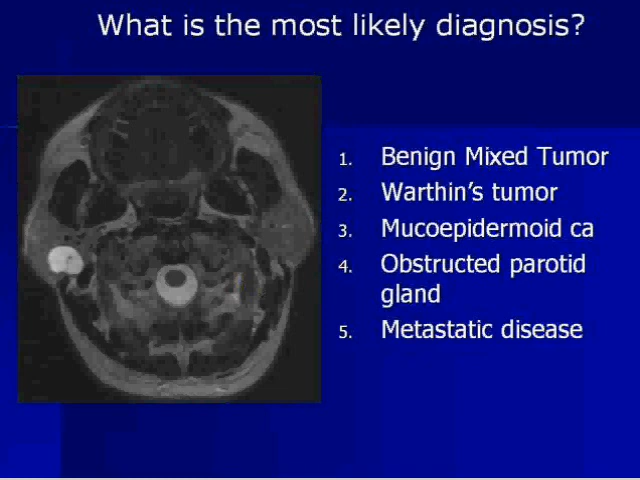 What is the most likely diagnosis?
1. Benign Mixed Tumor
2. Warthin's tumor
3. Mucoepidermoid ca
4. Obstructed parotid
gland
5. Metastatic disease